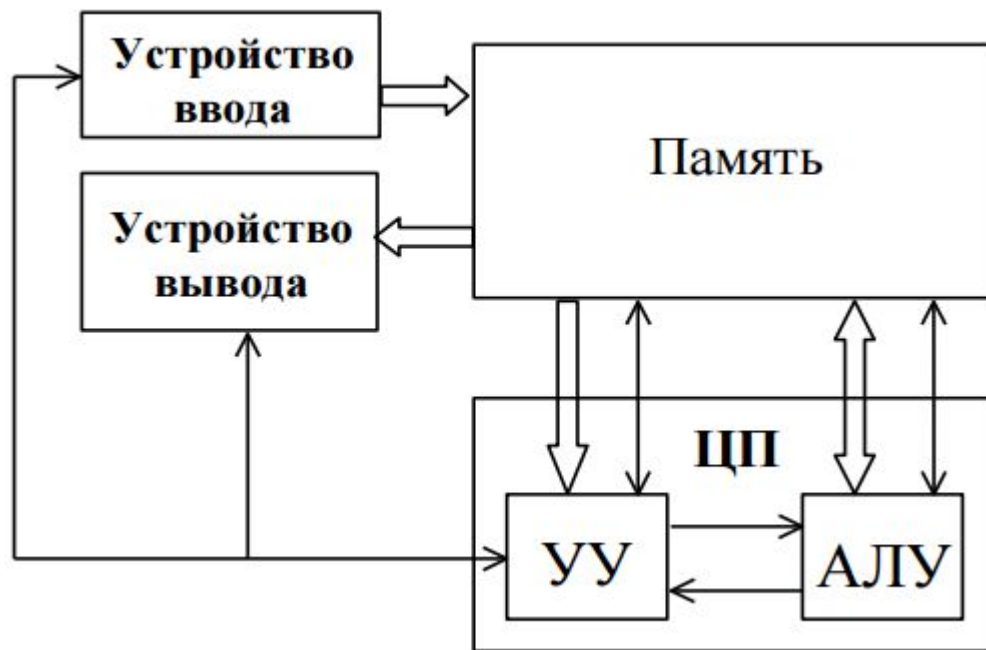 Устройство
ввода
Память
Устройство
вывода
ЦП
УУ
АЛУ